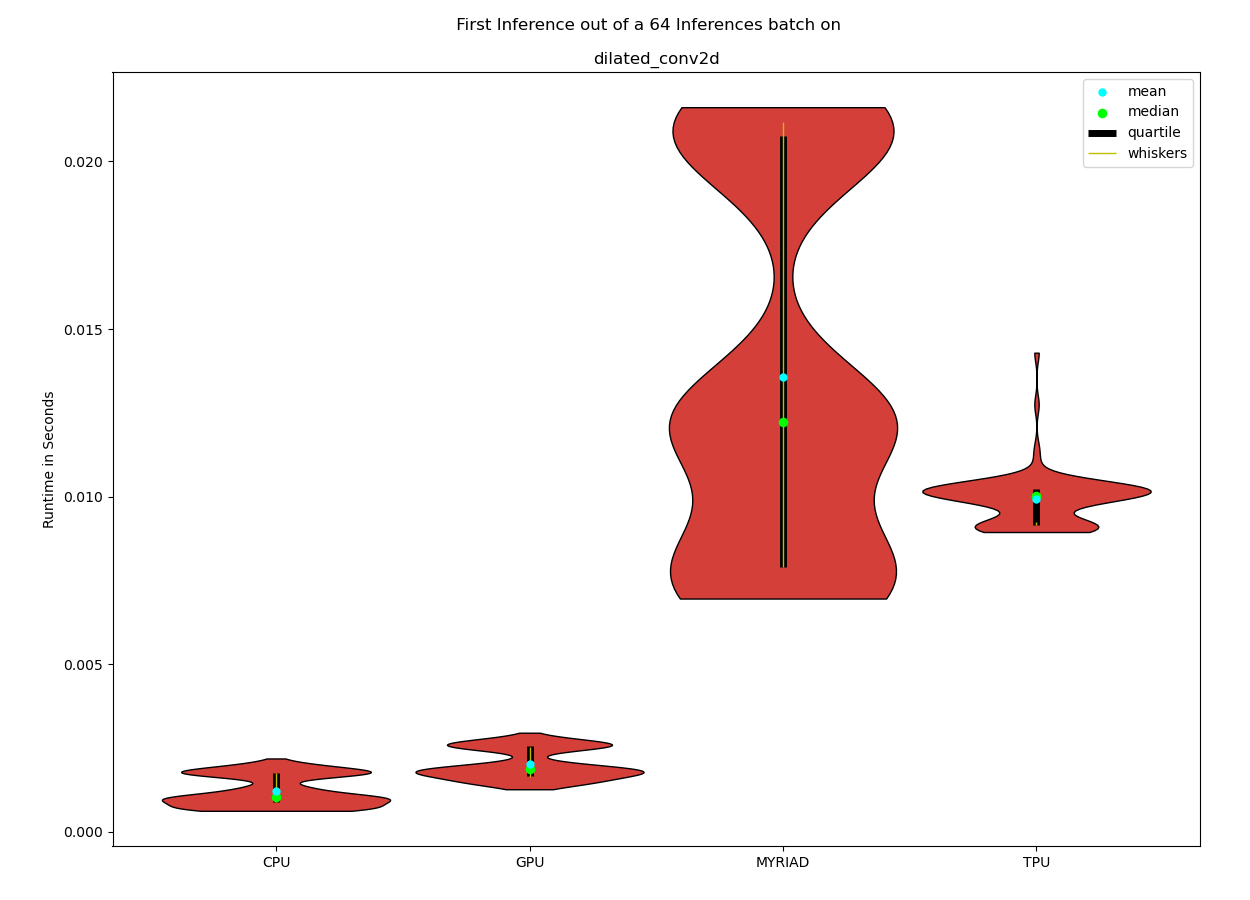 First Inference out of a 64 Inferences batch on
dilated_conv2d
mean
median
quartile
whiskers
Runtime in Seconds
0.020
0.015
0.010
0.005
0.000
CPU
GPU
MYRIAD
TPU